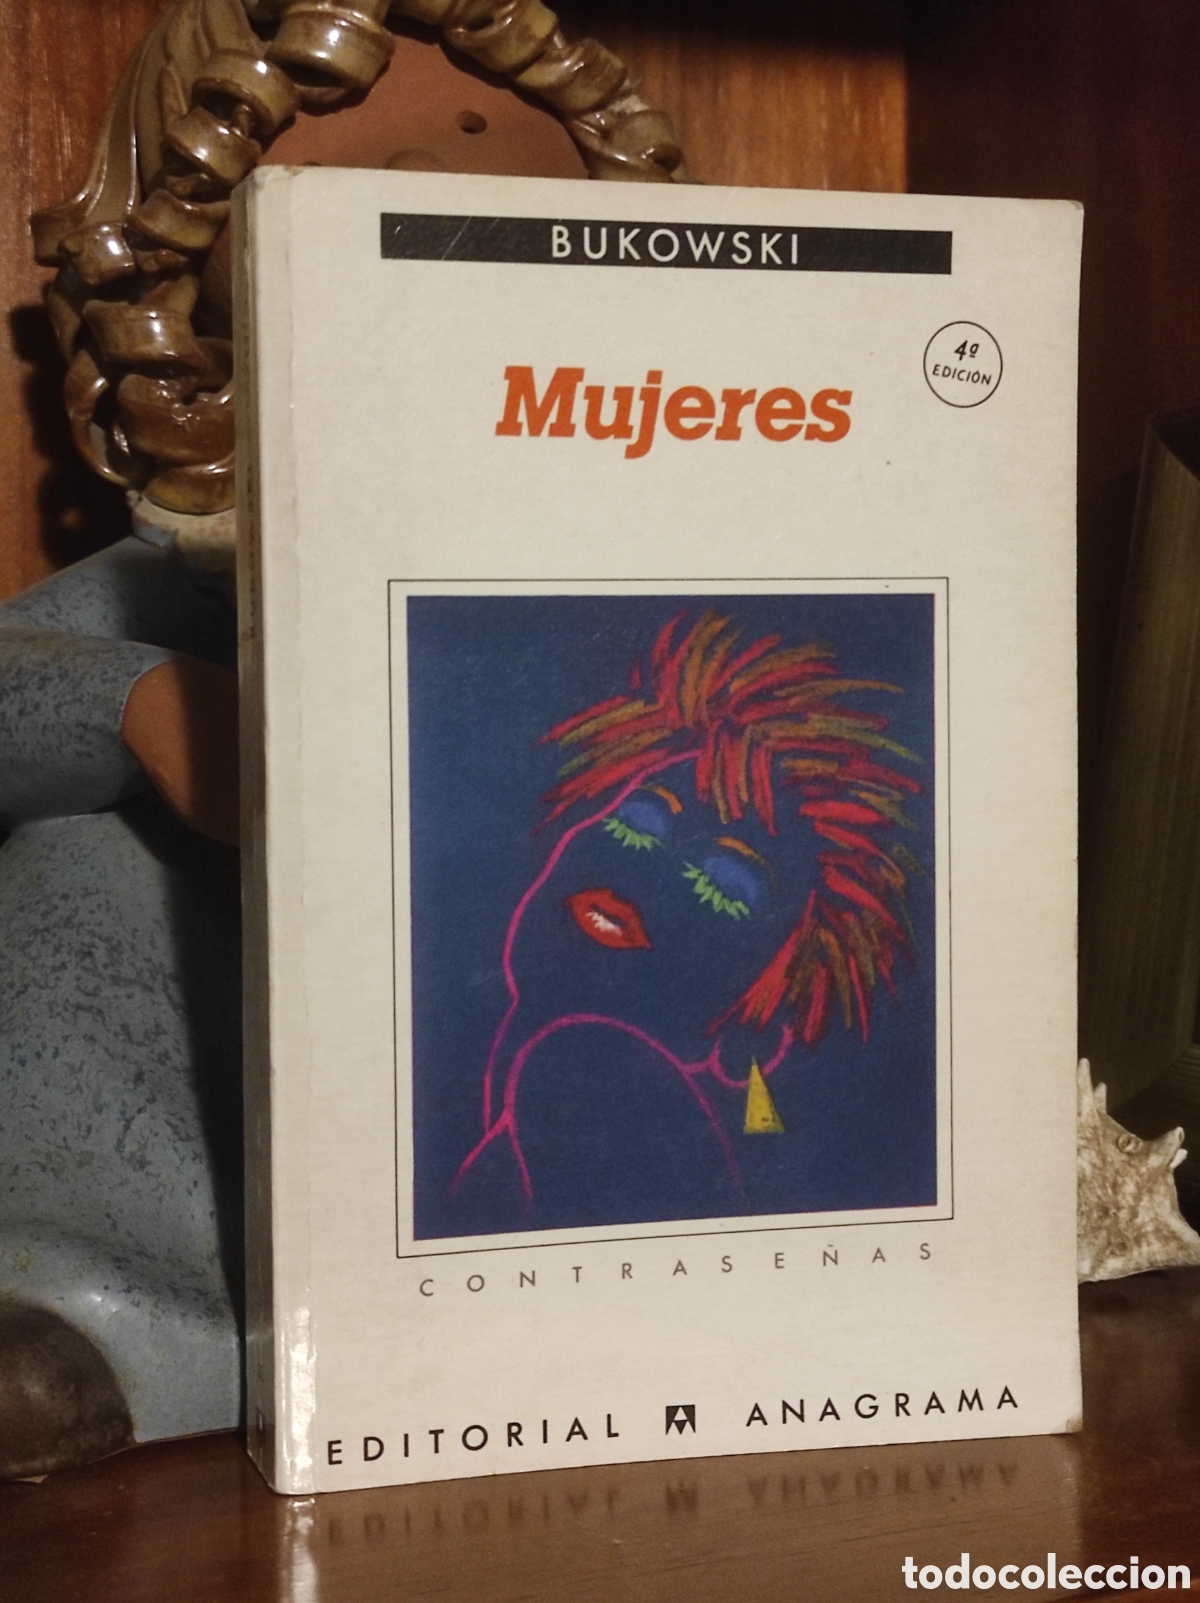 BUKOWSKI
4ª
EDICIÓN
Mujeres
CONTRASEÑAS
EDITORIAL ANAGRAMA
todocoleccion